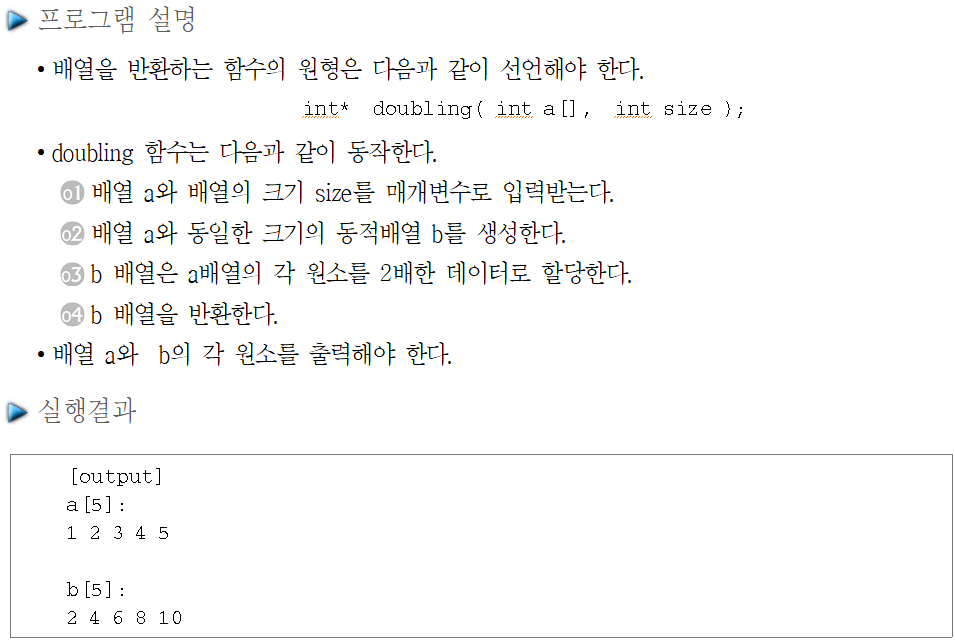 프로그램 설명
• 배열을 반환하는 함수의 원형은 다음과 같이 선언해야 한다.
int* doubling( int a[], int size );
• doubling 함수는 다음과 같이 동작한다.
01 배열 a와 배열의 크기 size를 매개변수로 입력받는다.
02 배열 a와 동일한 크기의 동적배열 b를 생성한다.
03 b 배열은 a배열의 각 원소를 2배한 데이터로 할당한다.
04 b 배열을 반환한다.
• 배열 a와 b의 각 원소를 출력해야 한다.
실행결과
[output]
a[5]:
1 2 3 4 5
b[5]:
2 4 6 8 10